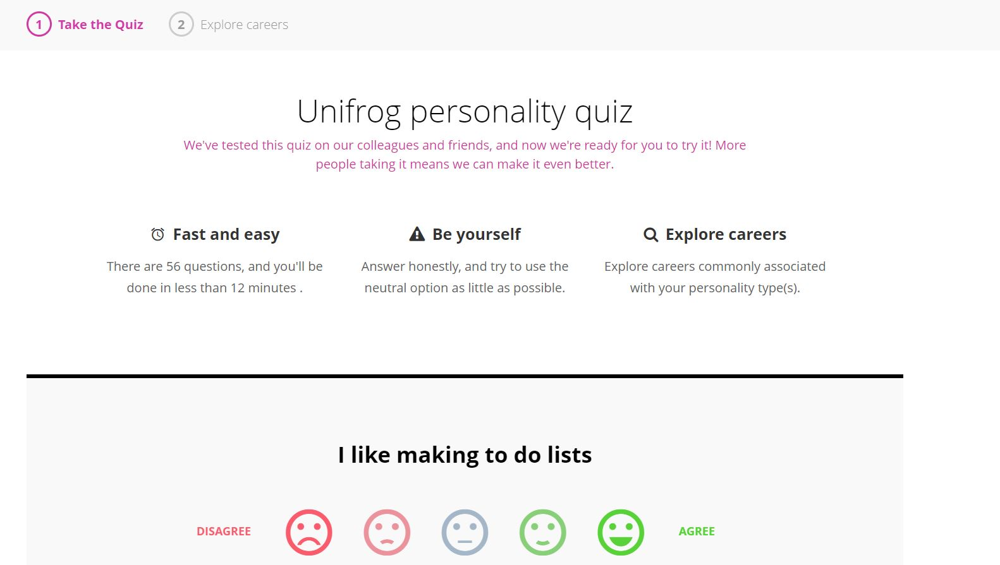 1 Take the Quiz 2 Explore careers
Unifrog personality quiz
We've tested this quiz on our colleagues and friends, and now we're ready for you to try it! More
people taking it means we can make it even better.
Fast and easy
There are 56 questions, and you'll be
done in less than 12 minutes .
Be yourself
Answer honestly, and try to use the
neutral option as little as possible.
Explore careers
Explore careers commonly associated
with your personality type(s).
I like making to do lists
DISAGREE AGREE